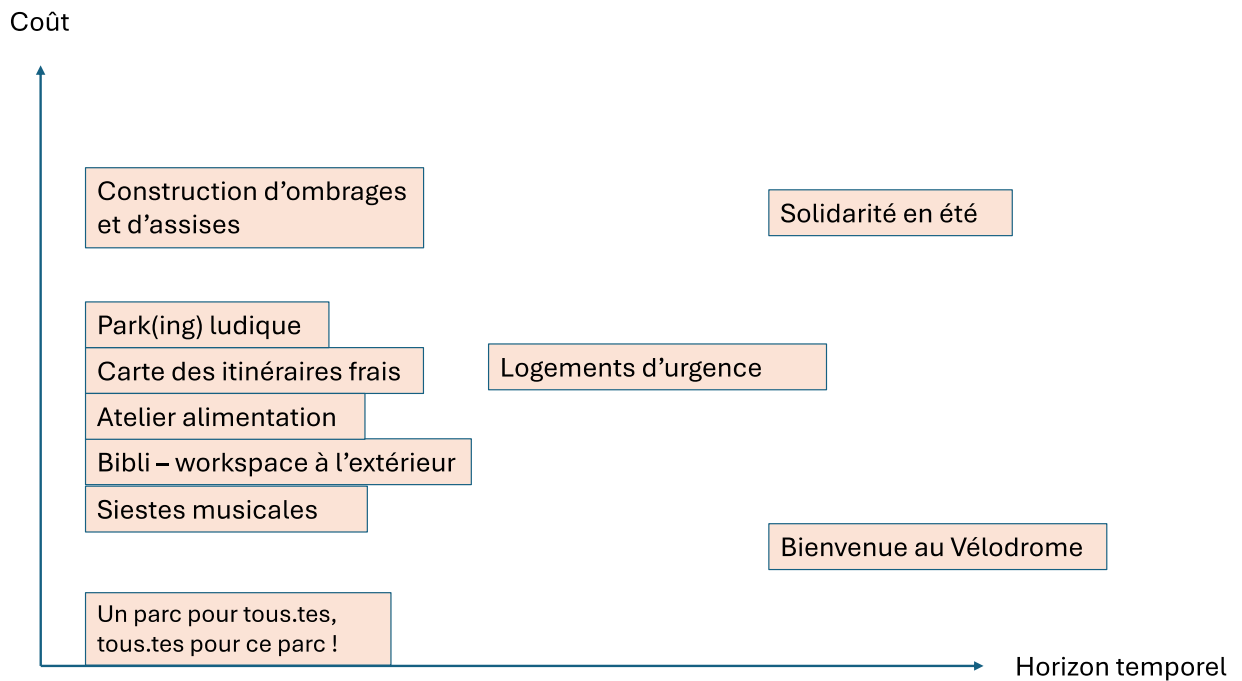 Coût
Construction d’ombrages
et d’assises
Solidarité en été
Park(ing) ludique
Carte des itinéraires frais
Logements d’urgence
Atelier alimentation
Bibli – workspace à l’extérieur
Siestes musicales
Bienvenue au Vélodrome
Un parc pour tous.tes,
tous.tes pour ce parc !
Horizon temporel